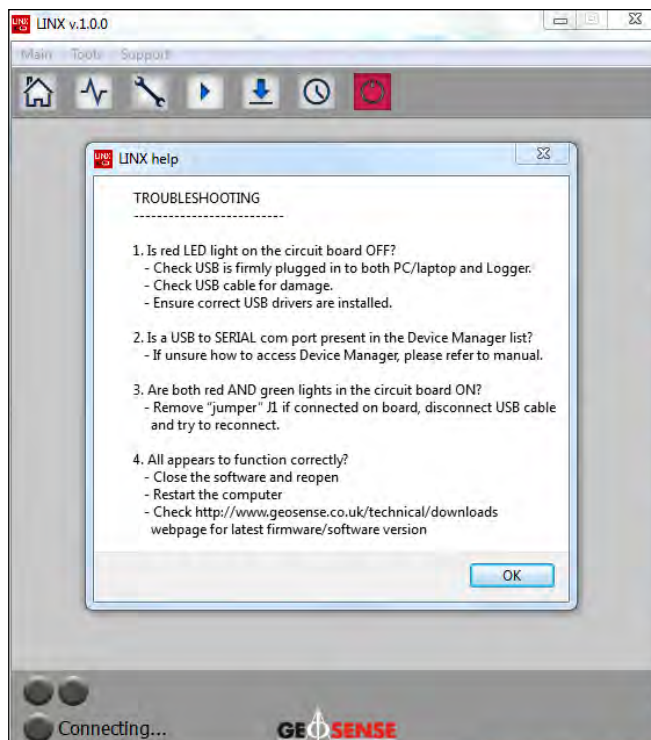 LINX v.1.0.0
Main Tools Support
LINX help
TROUBLESHOOTING
--------------------------
1. Is red LED light on the circuit board OFF?
- Check USB is firmly plugged in to both PC/laptop and Logger.
- Check USB cable for damage.
- Ensure correct USB drivers are installed.
2. Is a USB to SERIAL com port present in the Device Manager list?
- If unsure how to access Device Manager, please refer to manual.
3. Are both red AND green lights in the circuit board ON?
- Remove "jumper" J1 if connected on board, disconnect USB cable
and try to reconnect.
4. All appears to function correctly?
- Close the software and reopen
- Restart the computer
- Check http://www.geosense.co.uk/technical/downloads
webpage for latest firmware/software version
OK
Connecting...
GEOSENSE